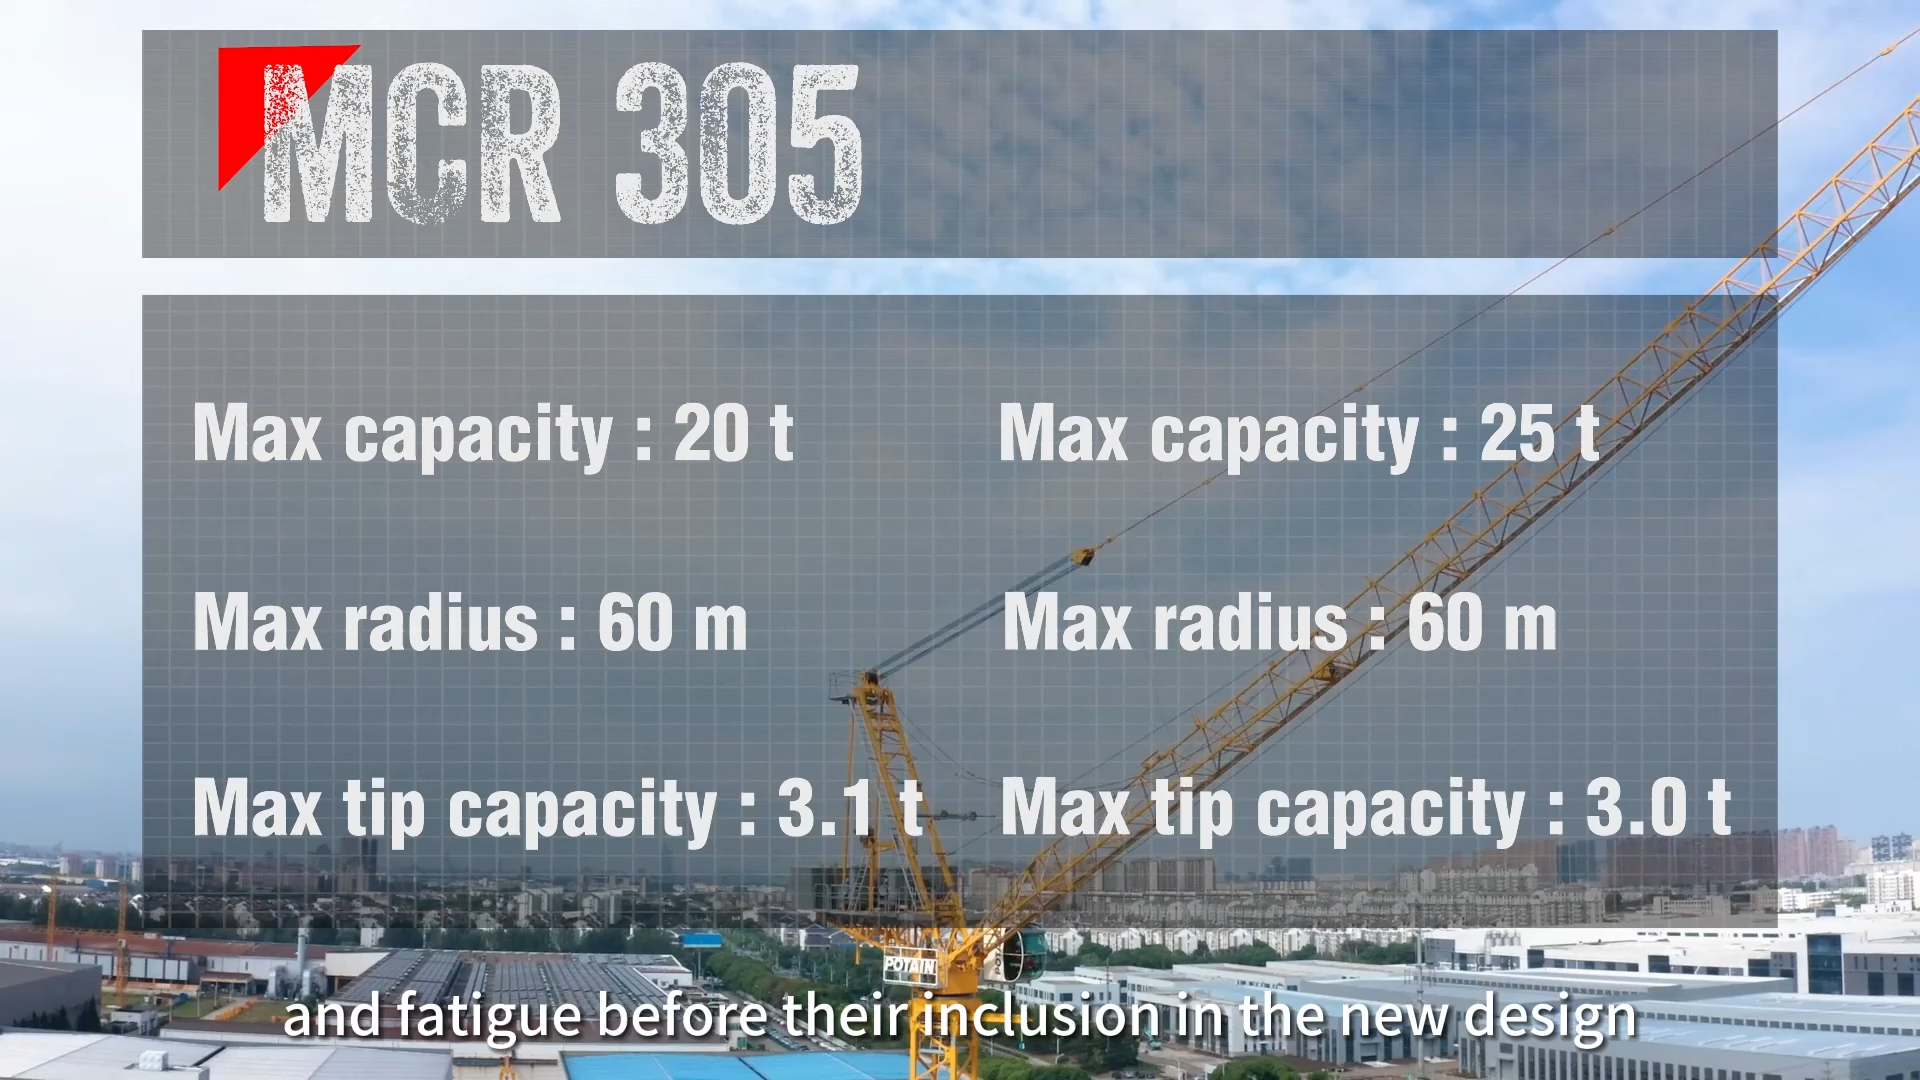 MCR 305
Max capacity : 20 t
Max capacity : 25 t
Max radius : 60 m
Max radius : 60 m
Max tip capacity : 3.1 t
Max tip capacity : 3.0 t
POTAIN
and fatigue before their inclusion in the new design